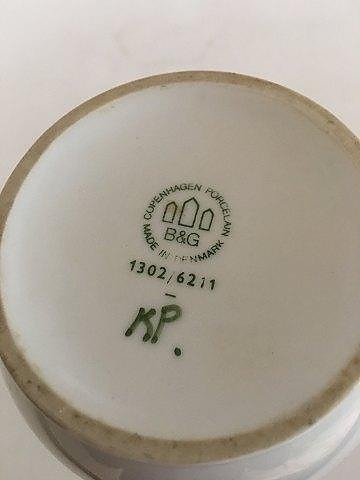 COPENHAGEN PORCELAIN
B&G
MADE IN DENMARK
1302/6211
KP.